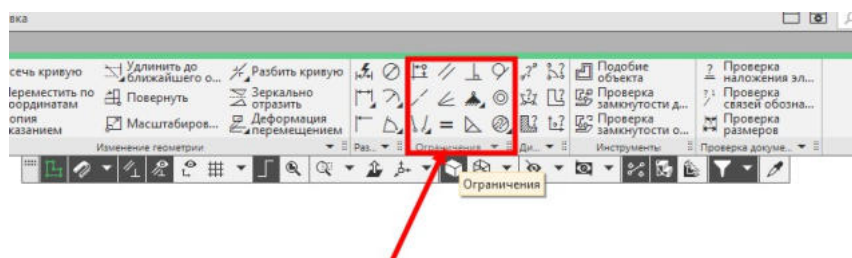 вка
сечь кривую
Удлинить до
ближайшего о...
Разбить кривую
Подобие
объекта
Проверка
наложения эл...
Переместить по
координатам
Повернуть
Зеркально
отразить
Проверка
замкнутости д...
Проверка
связей обозна...
опия
казанием
Масштабиров...
Деформация
перемещением
Проверка
замкнутости о...
Проверка
размеров
Изменение геометрии
Раз...
Ограничения
Ди...
Инструменты
Проверка докуме...
Ограничения